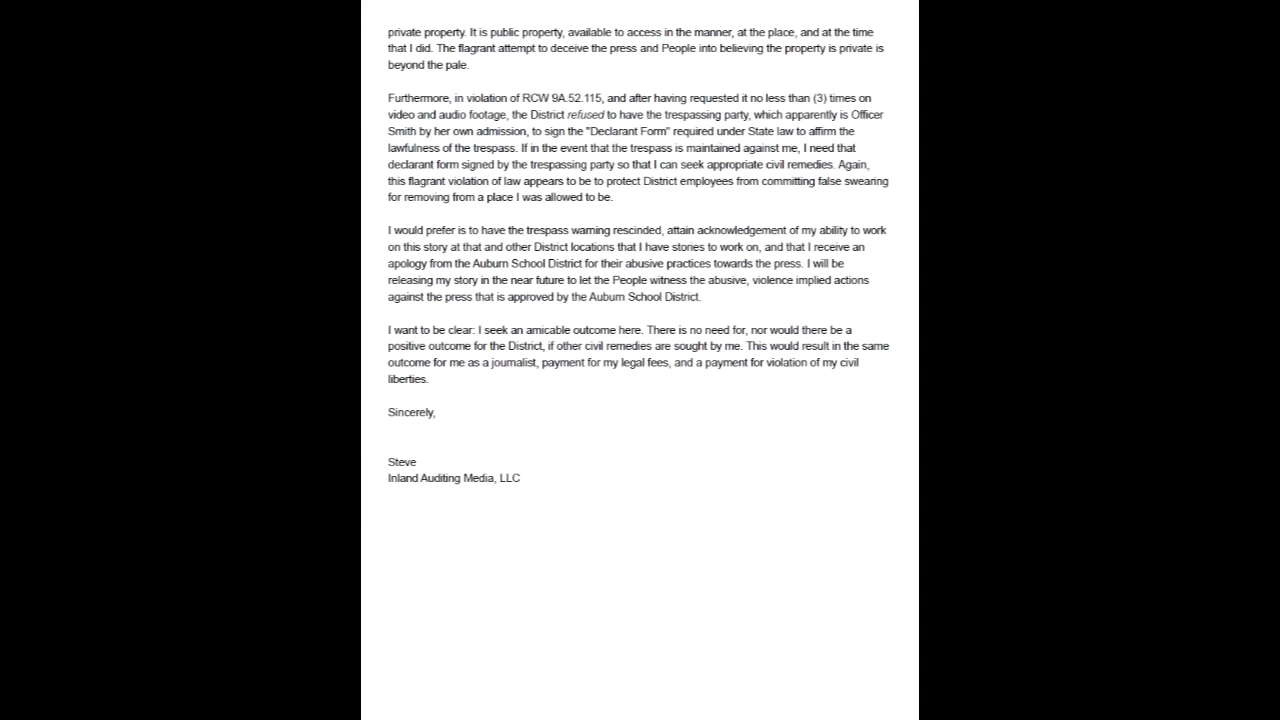 private property. It is public property, available to access in the manner, at the place, and at the time
that I did. The flagrant attempt to deceive the press and People into believing the property is private is
beyond the pale.
Furthermore, in violation of RCW 9A.52.115, and after having requested it no less than (3) times on
video and audio footage, the District refused to have the trespassing party, which apparently is Officer
Smith by her own admission, to sign the "Declarant Form" required under State law to affirm the
lawfulness of the trespass. If in the event that the trespass is maintained against me, I need that
declarant form signed by the trespassing party so that I can seek appropriate civil remedies. Again,
this flagrant violation of law appears to be to protect District employees from committing false swearing
for removing from a place I was allowed to be.
I would prefer is to have the trespass warning rescinded, attain acknowledgement of my ability to work
on this story at that and other District locations that I have stories to work on, and that I receive an
apology from the Auburn School District for their abusive practices towards the press. I will be
releasing my story in the near future to let the People witness the abusive, violence implied actions
against the press that is approved by the Auburn School District.
I want to be clear: I seek an amicable outcome here. There is no need for, nor would there be a
positive outcome for the District, if other civil remedies are sought by me. This would result in the same
outcome for me as a journalist, payment for my legal fees, and a payment for violation of my civil
liberties.
Sincerely,
Steve
Inland Auditing Media, LLC